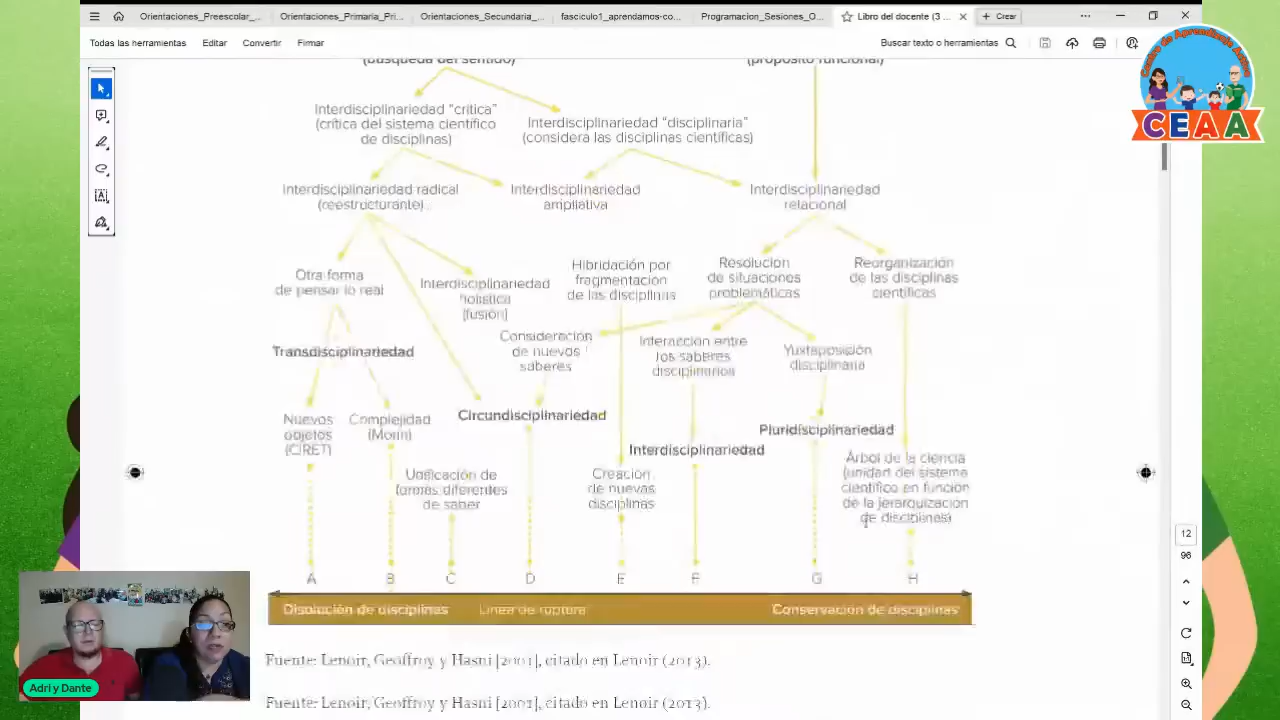 Orientaciones_Preescolar_...
Orientaciones_Primaria_Pri...
Orientaciones_Secundaria_...
fasciculo1_aprendamos-co...
Programacion_Sesiones_O...
Libro del docente (3 ...
Crear
Todas las herramientas
Editar
Convertir
Firmar
Buscar texto o herramientas
Centro de Aprendizaje Activo
CEAA
(búsqueda del sentido)
(propósito funcional)
Interdisciplinariedad “crítica”
(crítica del sistema científico
de disciplinas)
Interdisciplinariedad “disciplinaria”
(considera las disciplinas científicas)
Interdisciplinariedad radical
(reestructurante)
Interdisciplinariedad
ampliativa
Interdisciplinariedad
relacional
Otra forma
de pensar lo real
Interdisciplinariedad
holística
(fusión)
Hibridación por
fragmentación
de las disciplinas
Resolución
de situaciones
problemáticas
Reorganización
de las disciplinas
científicas
Transdisciplinariedad
Consideración
de nuevos
saberes
Interacción entre
los saberes
disciplinarios
Yuxtaposición
disciplinaria
Nuevos
objetos
(CIRET)
Complejidad
(Morin)
Circundisciplinariedad
Interdisciplinariedad
Pluridisciplinariedad
Unificación de
formas diferentes
de saber
Creación
de nuevas
disciplinas
Árbol de la ciencia
(unidad del sistema
científico en función
de la jerarquización
de disciplinas)
12
96
A B C D E F G H
Disolución de disciplinas
Línea de ruptura
Conservación de disciplinas
Fuente: Lenoir, Geoffroy y Hasni [2001], citado en Lenoir (2013).
Fuente: Lenoir, Geoffroy y Hasni [2001], citado en Lenoir (2013).
Adri y Dante